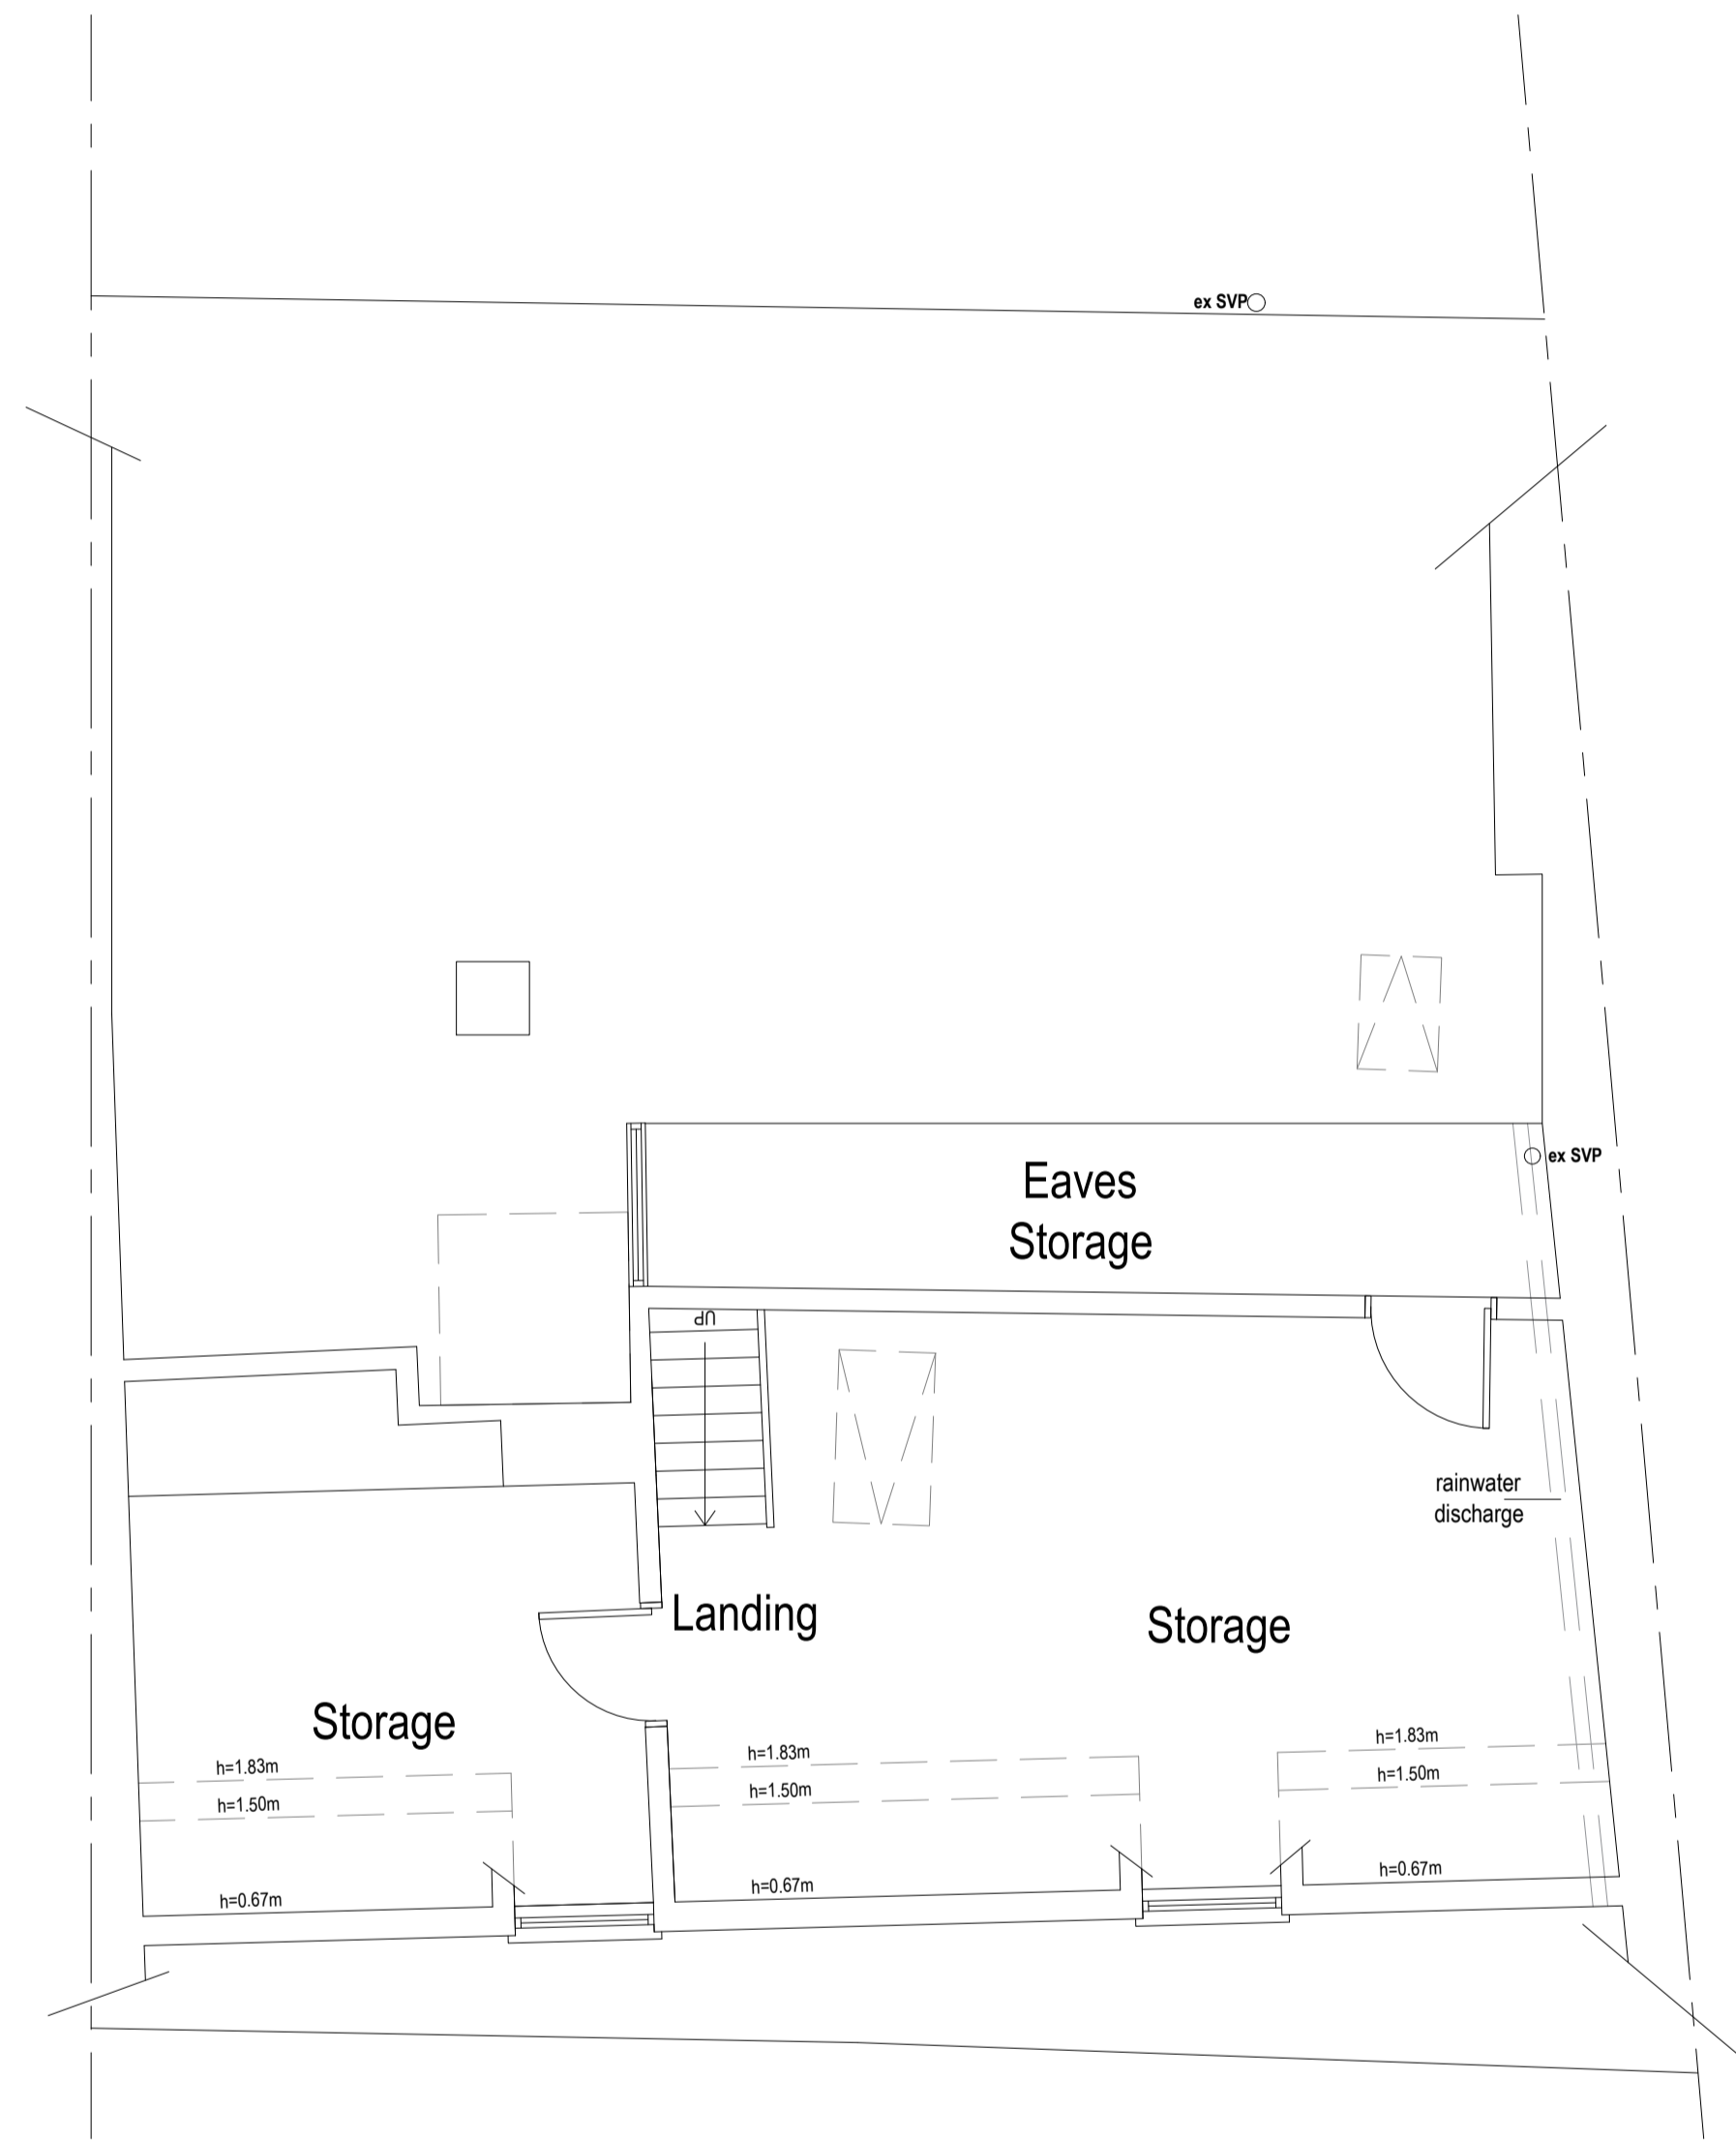 ex SVP
ex SVP
Eaves
Storage
UP
rainwater
discharge
Landing
Storage
Storage
h=1.83m
h=1.50m
h=0.67m
h=1.83m
h=1.50m
h=0.67m
h=1.83m
h=1.50m
h=0.67m